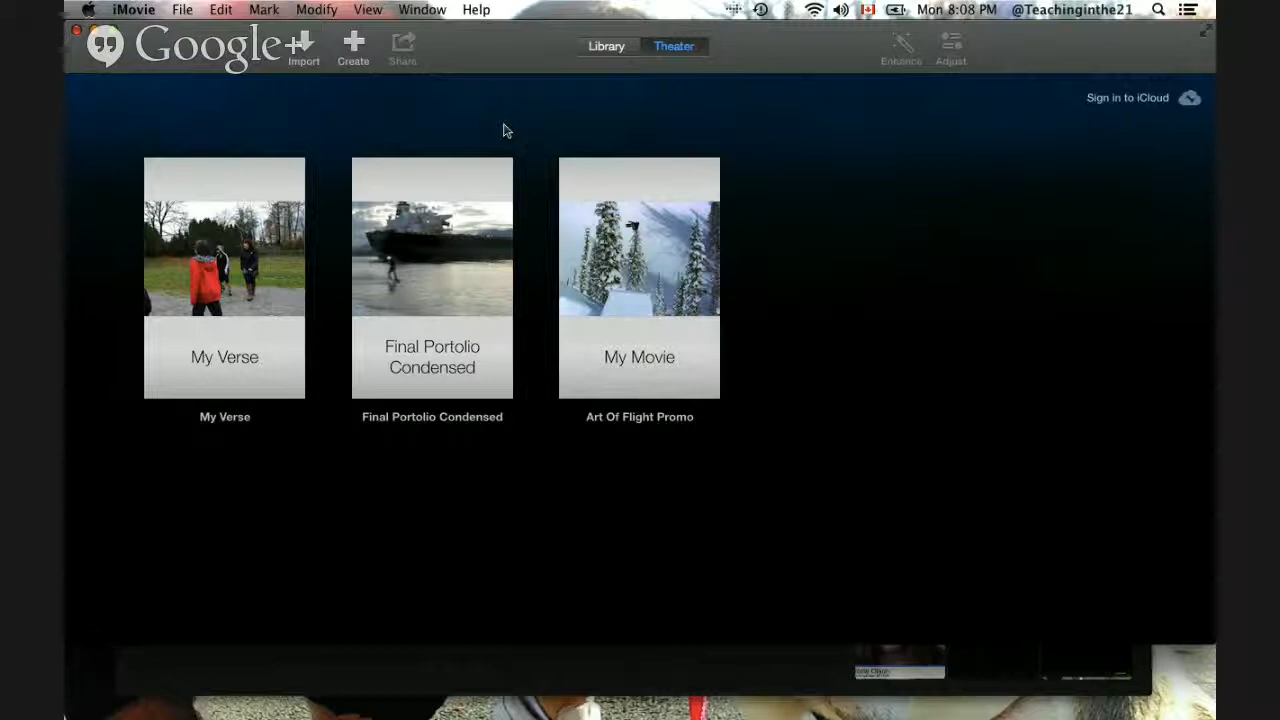 iMovie File Edit Mark Modify View Window Help Mon 8:08 PM @Teachinginthe21
Google+
Import Create Share Library Theater Enhance Adjust
Sign in to iCloud
My Verse
Final Portolio
Condensed
My Movie
My Verse
Final Portolio Condensed
Art Of Flight Promo